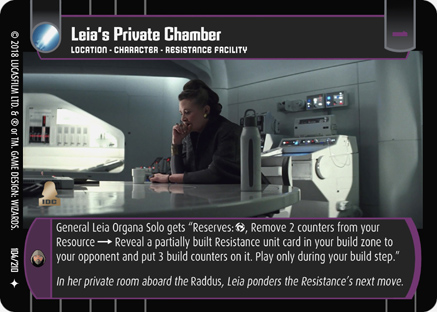 Leia's Private Chamber
LOCATION - CHARACTER - RESISTANCE FACILITY
© 2018 LUCASFILM LTD. & ® or TM. GAME DESIGN: WIZARDS.
104/210
General Leia Organa Solo gets "Reserves: , Remove 2 counters from your
Resource → Reveal a partially built Resistance unit card in your build zone to
your opponent and put 3 build counters on it. Play only during your build step."
In her private room aboard the Raddus, Leia ponders the Resistance's next move.